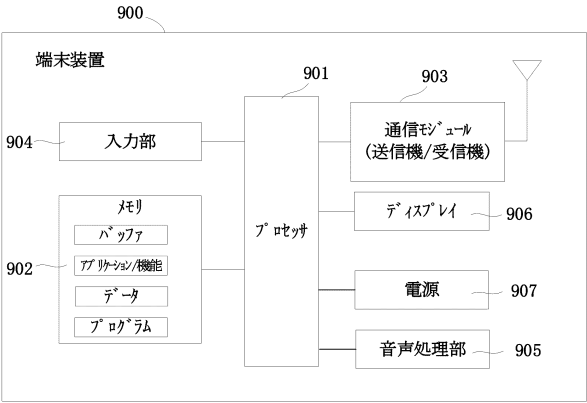 900
端末装置
901
903
904
入力部
通信ﾓｼﾞｭｰﾙ
(送信機/受信機)
メモリ
バッファ
902
ｱﾌﾟﾘｹｰｼｮﾝ/機能
データ
プログラム
プロセッサ
ディスプレイ
906
電源
907
音声処理部
905